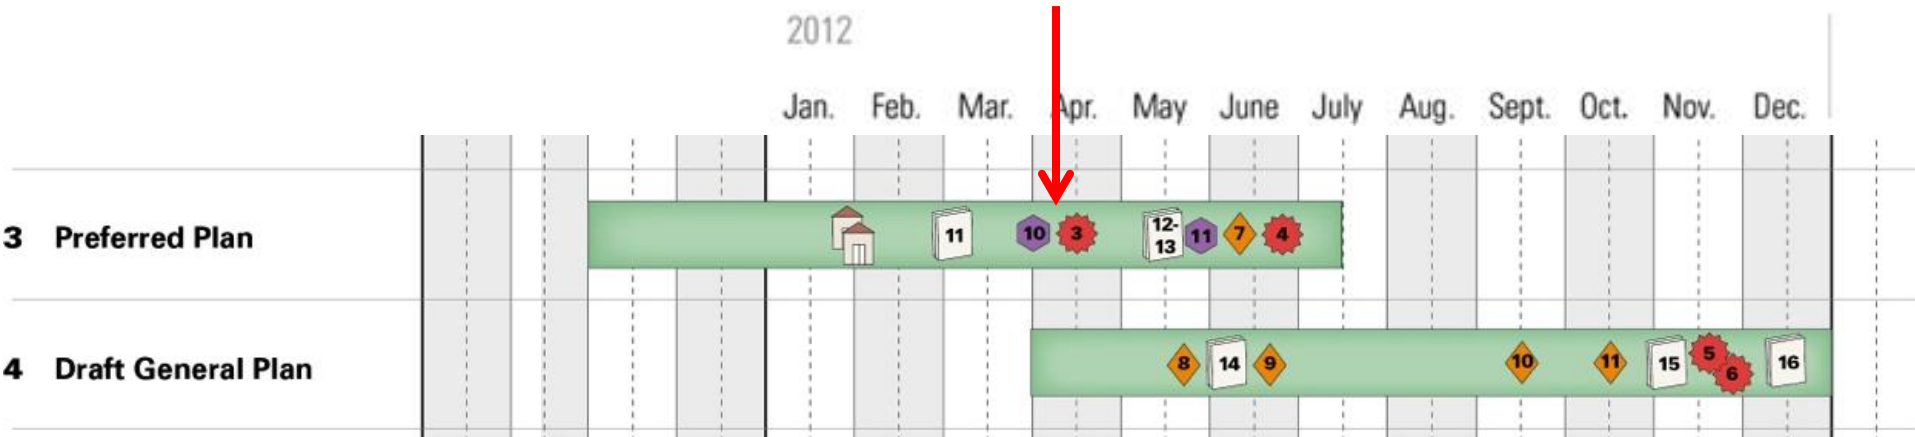 2012
Jan. Feb. Mar. Apr. May June July Aug. Sept. Oct. Nov. Dec.
3 Preferred Plan 11 10 3 12-13 11 7 4
4 Draft General Plan 8 14 9 10 11 15 5 6 16